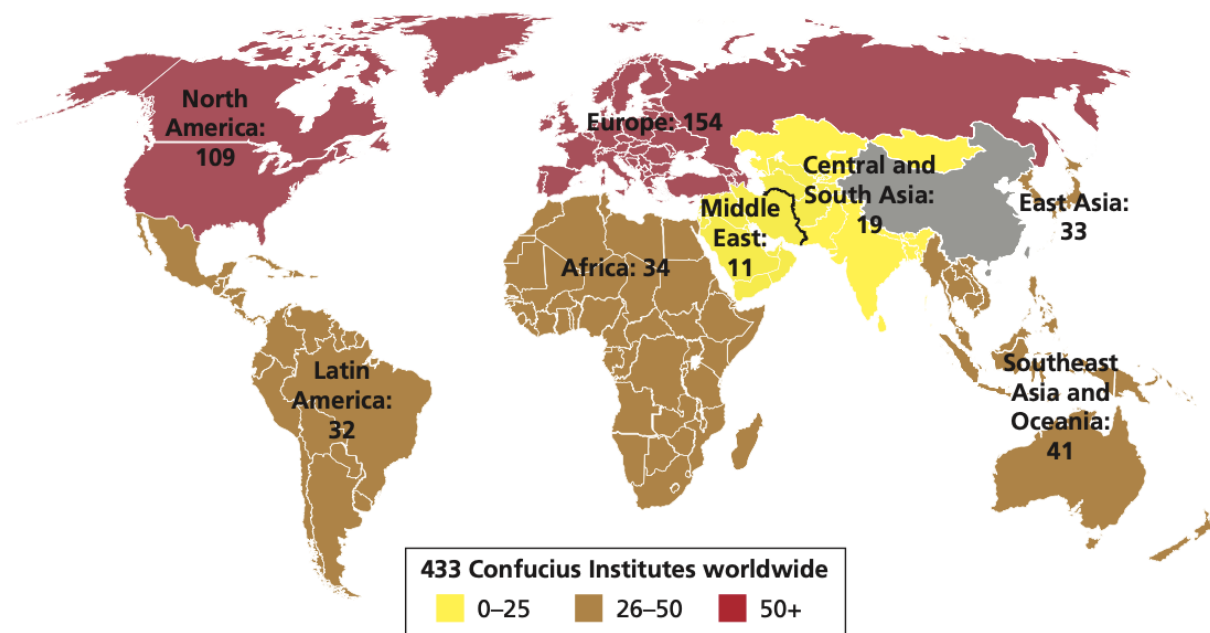 North
America:
109
Europe: 154
Central and
South Asia:
19
East Asia:
33
Middle
East:
11
Africa: 34
Latin
America:
32
Southeast
Asia and
Oceania:
41
433 Confucius Institutes worldwide
0–25 26–50 50+